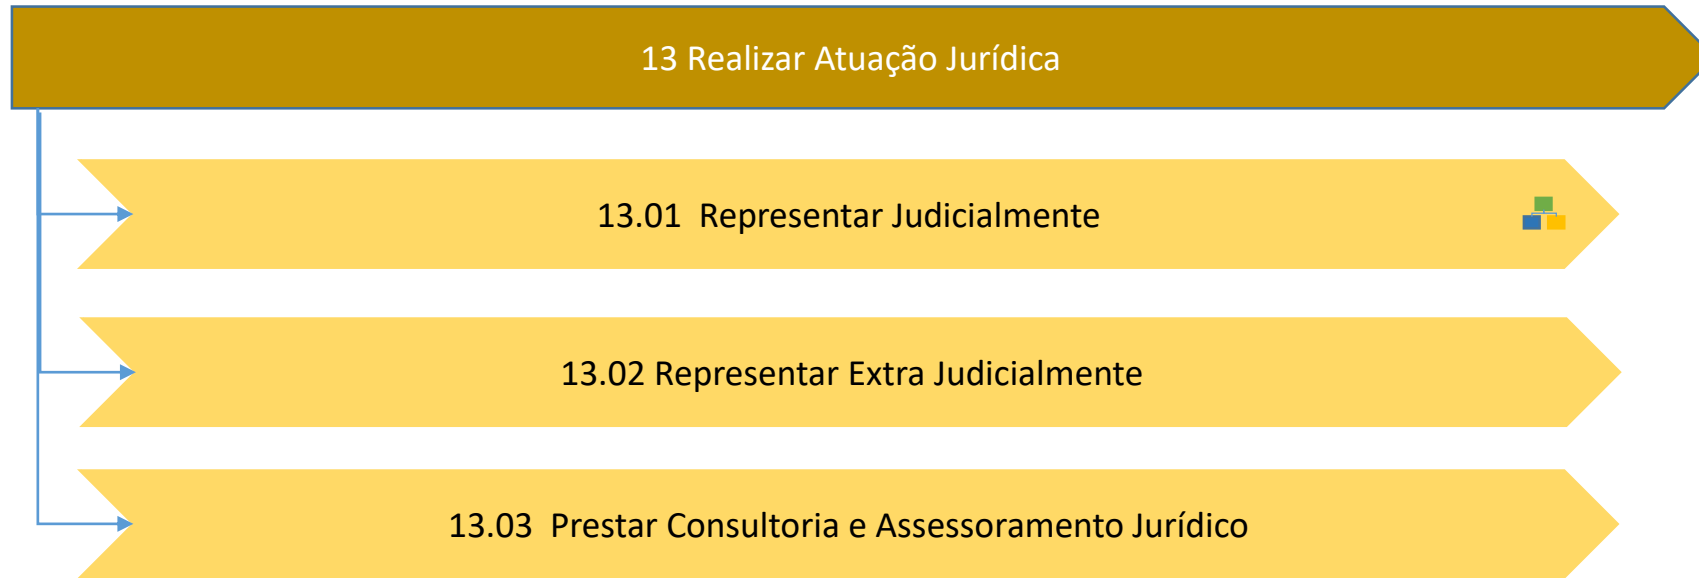 13 Realizar Atuação Jurídica
13.01  Representar Judicialmente
13.02 Representar Extra Judicialmente
13.03  Prestar Consultoria e Assessoramento Jurídico